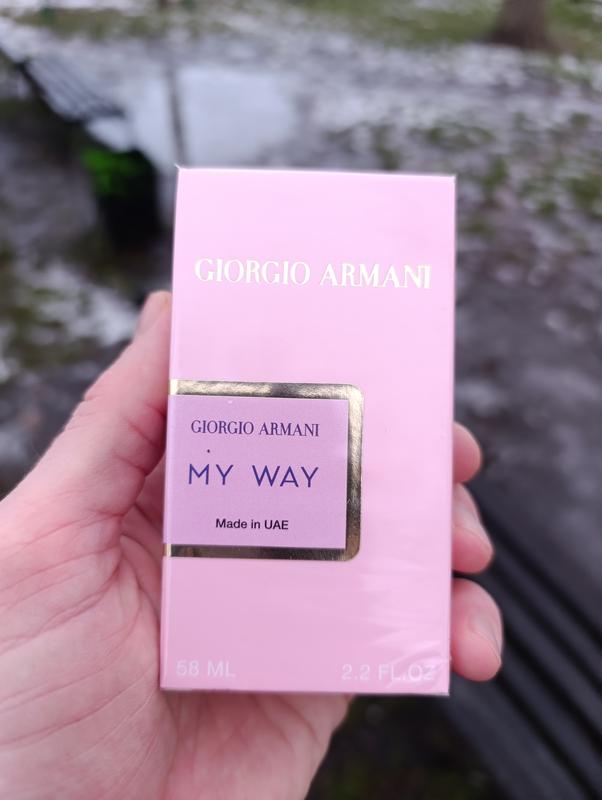 GIORGIO ARMANI
GIORGIO ARMANI
MY WAY
Made in UAE
58 ML
2.2 FL.OZ